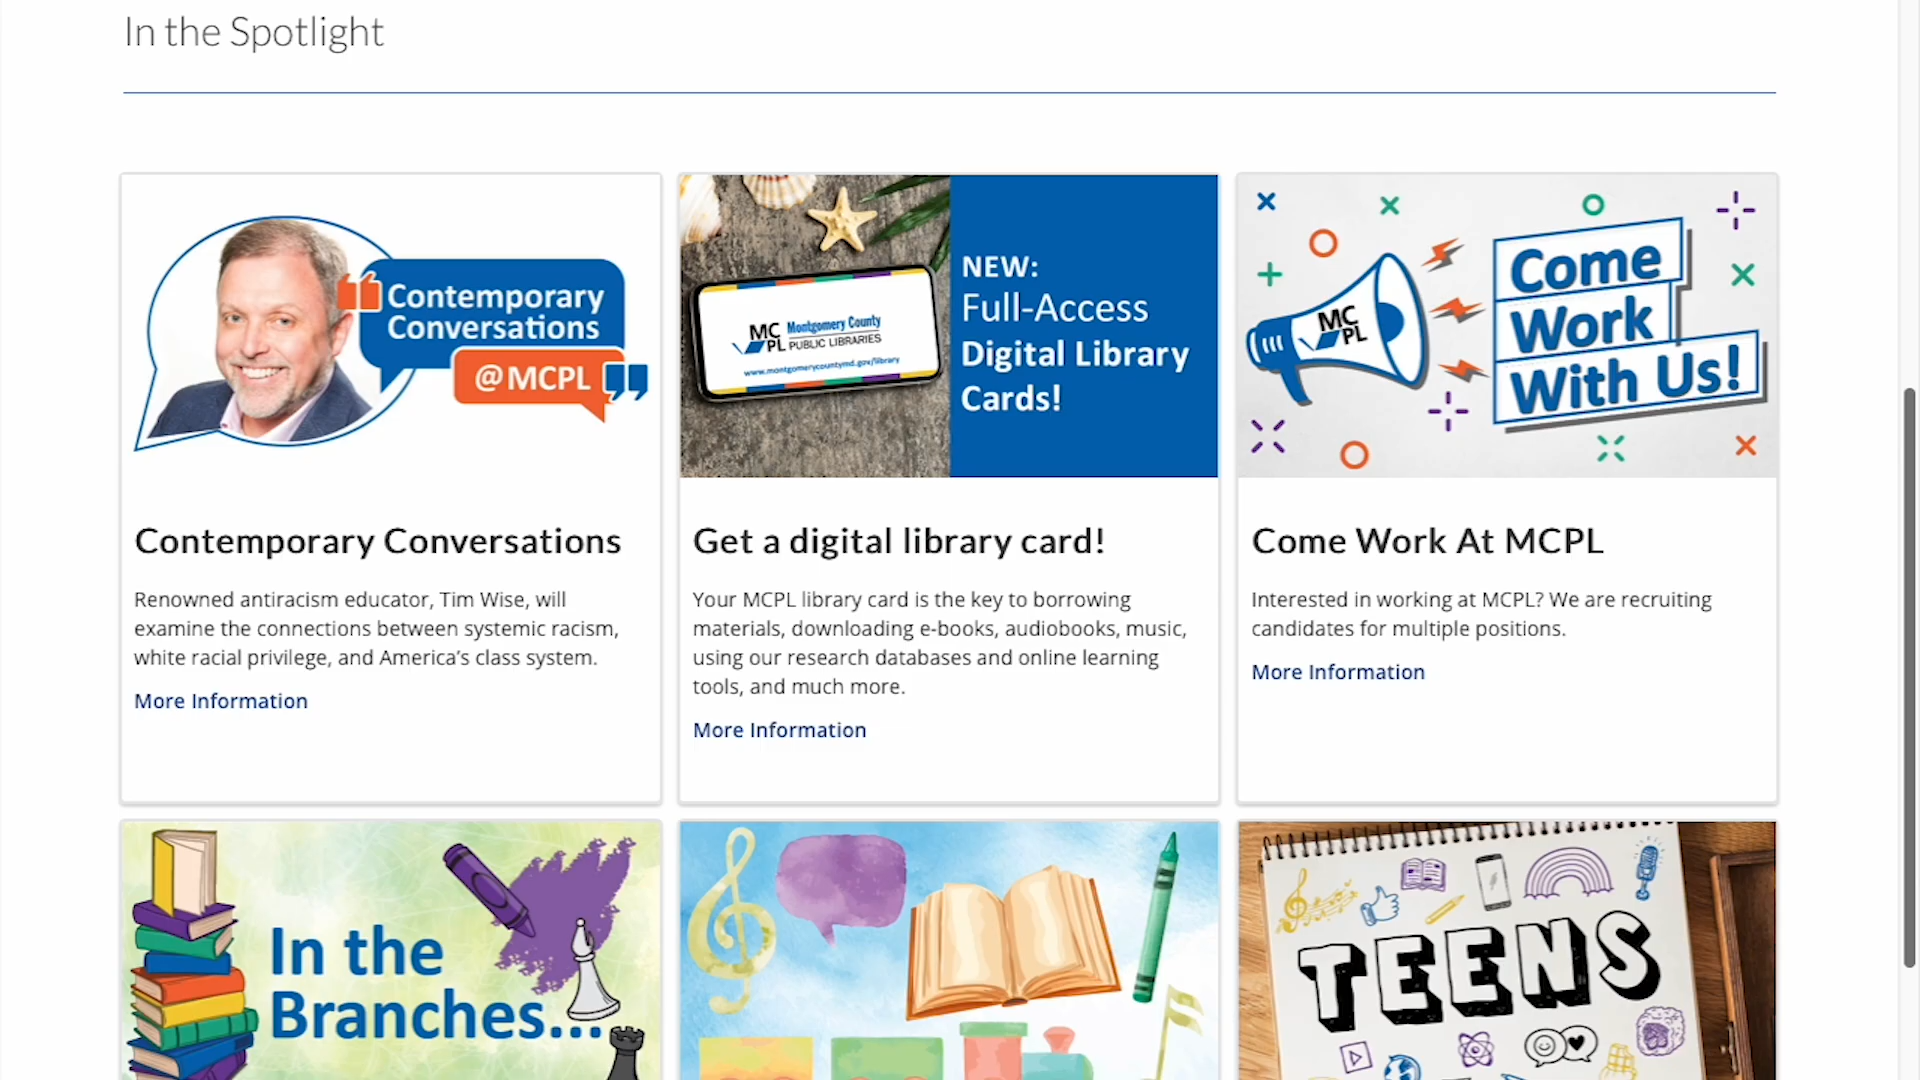 In the Spotlight
Contemporary
Conversations
@MCPL
NEW:
Full-Access
Digital Library
Cards!
MC
PL
Montgomery County
PUBLIC LIBRARIES
www.montgomerycountymd.gov/library
MC
PL
Come
Work
With Us!
Contemporary Conversations
Renowned antiracism educator, Tim Wise, will
examine the connections between systemic racism,
white racial privilege, and America's class system.
More Information
Get a digital library card!
Your MCPL library card is the key to borrowing
materials, downloading e-books, audiobooks, music,
using our research databases and online learning
tools, and much more.
More Information
Come Work At MCPL
Interested in working at MCPL? We are recruiting
candidates for multiple positions.
More Information
In the
Branches...
TEENS